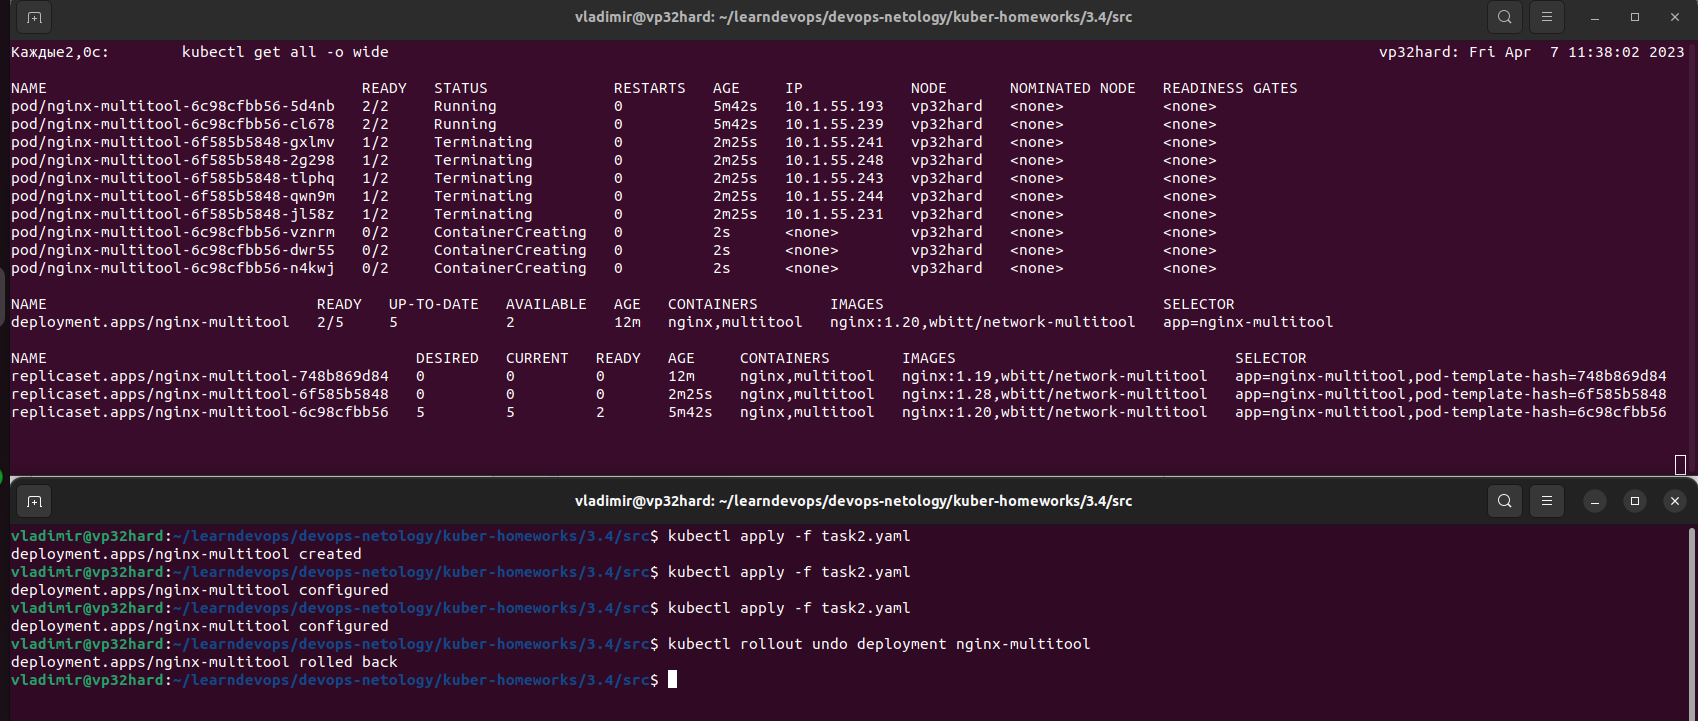 vladimir@vp32hard: ~/learndevops/devops-netology/kuber-homeworks/3.4/src
Каждые2,0с:        kubectl get all -o wide                                    vp32hard: Fri Apr  7 11:38:02 2023
NAME                                   READY   STATUS              RESTARTS   AGE     IP            NODE       NOMINATED NODE   READINESS GATES
pod/nginx-multitool-6c98cfbb56-5d4nb   2/2     Running             0          5m42s   10.1.55.193   vp32hard   <none>           <none>
pod/nginx-multitool-6c98cfbb56-cl678   2/2     Running             0          5m42s   10.1.55.239   vp32hard   <none>           <none>
pod/nginx-multitool-6f585b5848-gxlmv   1/2     Terminating         0          2m25s   10.1.55.241   vp32hard   <none>           <none>
pod/nginx-multitool-6f585b5848-2g298   1/2     Terminating         0          2m25s   10.1.55.248   vp32hard   <none>           <none>
pod/nginx-multitool-6f585b5848-tlphq   1/2     Terminating         0          2m25s   10.1.55.243   vp32hard   <none>           <none>
pod/nginx-multitool-6f585b5848-qwn9m   1/2     Terminating         0          2m25s   10.1.55.244   vp32hard   <none>           <none>
pod/nginx-multitool-6f585b5848-jl58z   1/2     Terminating         0          2m25s   10.1.55.231   vp32hard   <none>           <none>
pod/nginx-multitool-6c98cfbb56-vznrm   0/2     ContainerCreating   0          2s      <none>        vp32hard   <none>           <none>
pod/nginx-multitool-6c98cfbb56-dwr55   0/2     ContainerCreating   0          2s      <none>        vp32hard   <none>           <none>
pod/nginx-multitool-6c98cfbb56-n4kwj   0/2     ContainerCreating   0          2s      <none>        vp32hard   <none>           <none>
NAME                              READY   UP-TO-DATE   AVAILABLE   AGE   CONTAINERS        IMAGES                               SELECTOR
deployment.apps/nginx-multitool   2/5     5            2           12m   nginx,multitool   nginx:1.20,wbitt/network-multitool   app=nginx-multitool
NAME                                         DESIRED   CURRENT   READY   AGE     CONTAINERS        IMAGES                               SELECTOR
replicaset.apps/nginx-multitool-748b869d84   0         0         0       12m     nginx,multitool   nginx:1.19,wbitt/network-multitool   app=nginx-multitool,pod-template-hash=748b869d84
replicaset.apps/nginx-multitool-6f585b5848   0         0         0       2m25s   nginx,multitool   nginx:1.28,wbitt/network-multitool   app=nginx-multitool,pod-template-hash=6f585b5848
replicaset.apps/nginx-multitool-6c98cfbb56   5         5         2       5m42s   nginx,multitool   nginx:1.20,wbitt/network-multitool   app=nginx-multitool,pod-template-hash=6c98cfbb56
vladimir@vp32hard: ~/learndevops/devops-netology/kuber-homeworks/3.4/src
vladimir@vp32hard:~/learndevops/devops-netology/kuber-homeworks/3.4/src$ kubectl apply -f task2.yaml
deployment.apps/nginx-multitool created
vladimir@vp32hard:~/learndevops/devops-netology/kuber-homeworks/3.4/src$ kubectl apply -f task2.yaml
deployment.apps/nginx-multitool configured
vladimir@vp32hard:~/learndevops/devops-netology/kuber-homeworks/3.4/src$ kubectl apply -f task2.yaml
deployment.apps/nginx-multitool configured
vladimir@vp32hard:~/learndevops/devops-netology/kuber-homeworks/3.4/src$ kubectl rollout undo deployment nginx-multitool
deployment.apps/nginx-multitool rolled back
vladimir@vp32hard:~/learndevops/devops-netology/kuber-homeworks/3.4/src$